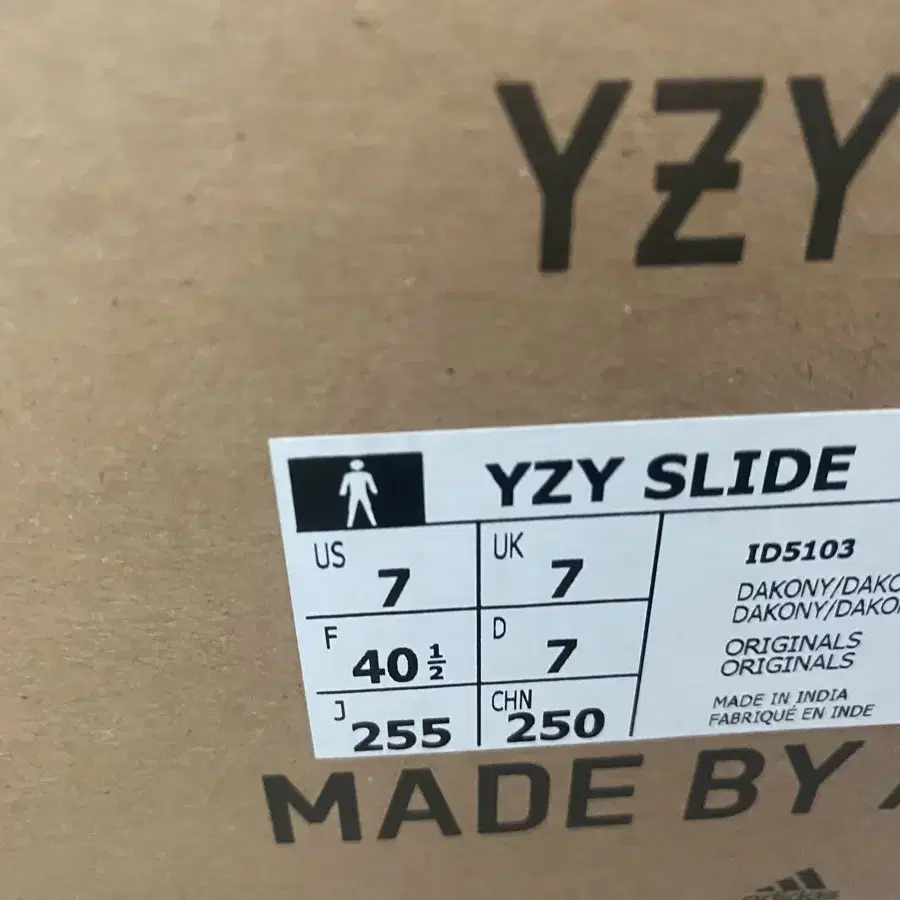 YZY
YZY SLIDE
US 7 UK 7
F 40 1/2 D 7
J 255 CHN 250
ID5103
DAKONY/DAKO
DAKONY/DAKO
ORIGINALS
ORIGINALS
MADE IN INDIA
FABRIQUÉ EN INDE
MADE BY